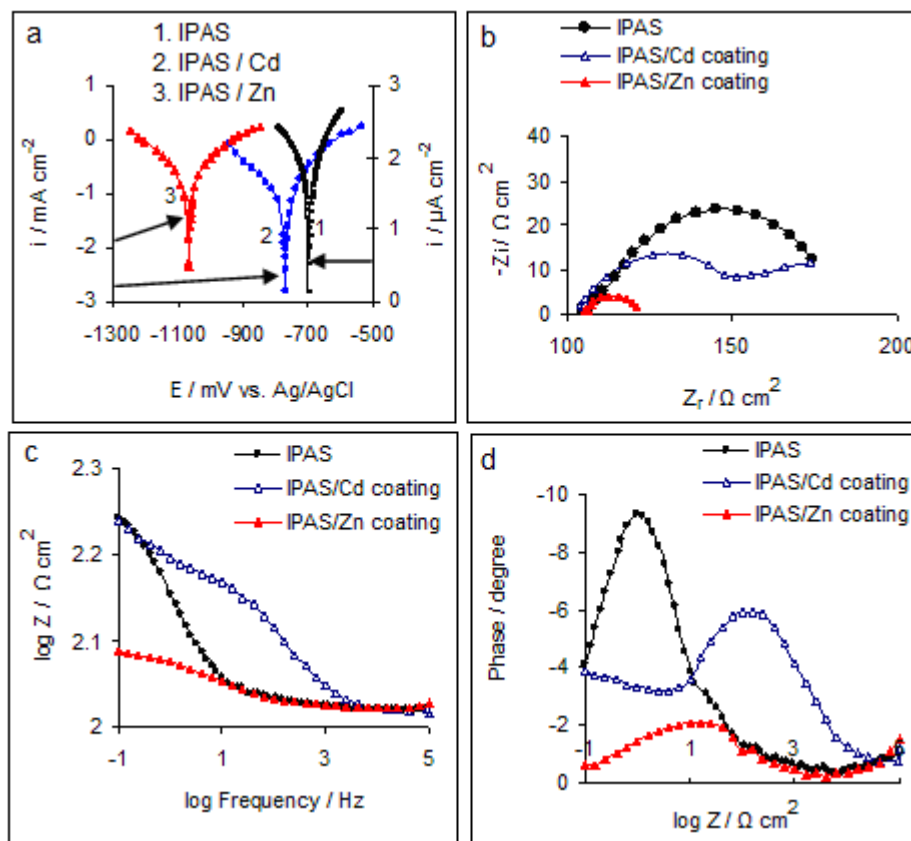 a
1. IPAS
2. IPAS / Cd
3. IPAS / Zn
1
0
-1
-2
-3
3
2
1
0
i / mA cm-2
i / µA cm-2
3
2
1
-1300 -1100 -900 -700 -500
E / mV vs. Ag/AgCl
b
IPAS
IPAS/Cd coating
IPAS/Zn coating
40
30
20
10
0
-Zi/ Ω cm2
100 150 200
Zr / Ω cm2
c
IPAS
IPAS/Cd coating
IPAS/Zn coating
2.3
2.2
2.1
2
log Z / Ω cm2
-1 1 3 5
log Frequency / Hz
d
IPAS
IPAS/Cd coating
IPAS/Zn coating
-10
-8
-6
-4
-2
0
Phase / degree
-1 1 3
log Z / Ω cm2